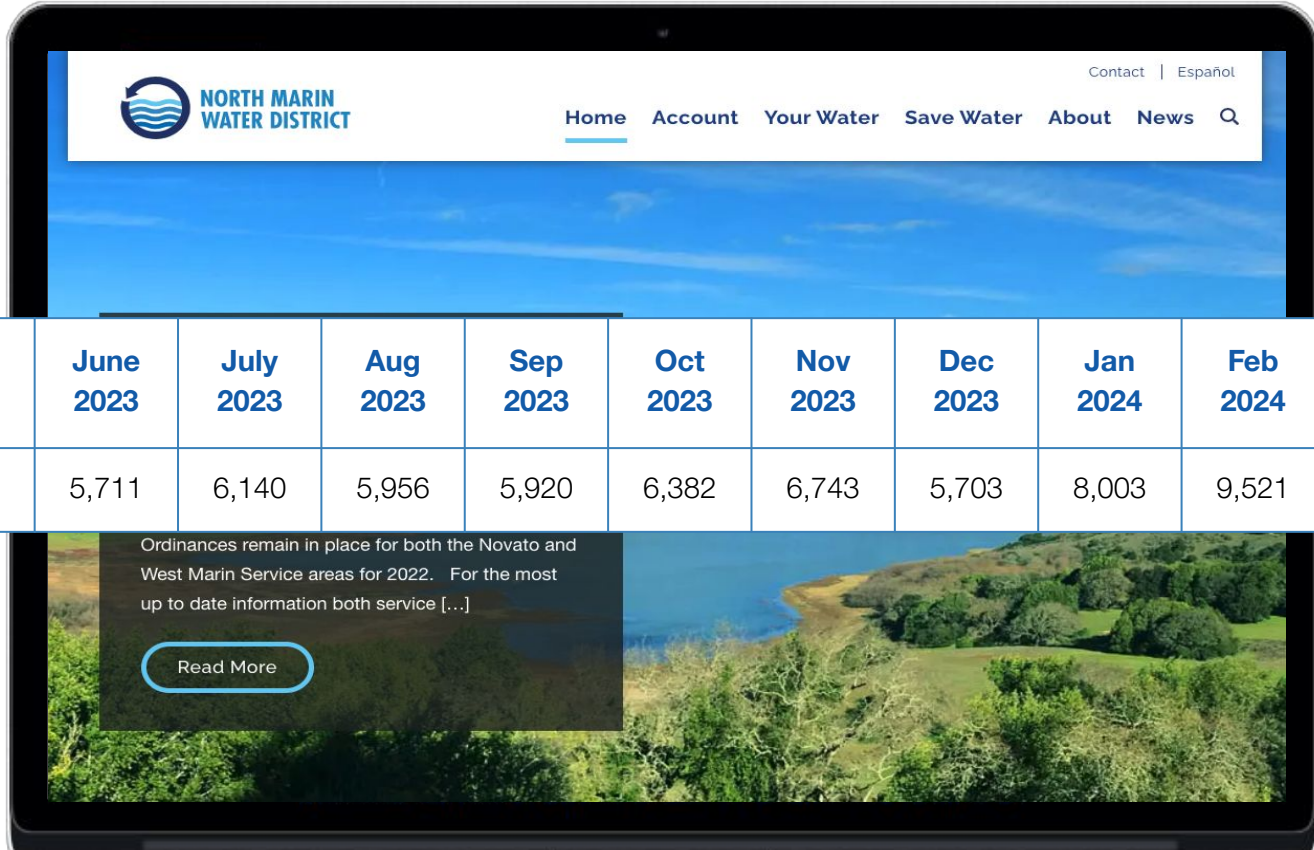 Contact | Español
NORTH MARIN
WATER DISTRICT
Home Account Your Water Save Water About News
June 2023 July 2023 Aug 2023 Sep 2023 Oct 2023 Nov 2023 Dec 2023 Jan 2024 Feb 2024
5,711 6,140 5,956 5,920 6,382 6,743 5,703 8,003 9,521
Ordinances remain in place for both the Novato and
West Marin Service areas for 2022. For the most
up to date information both service [...]
Read More